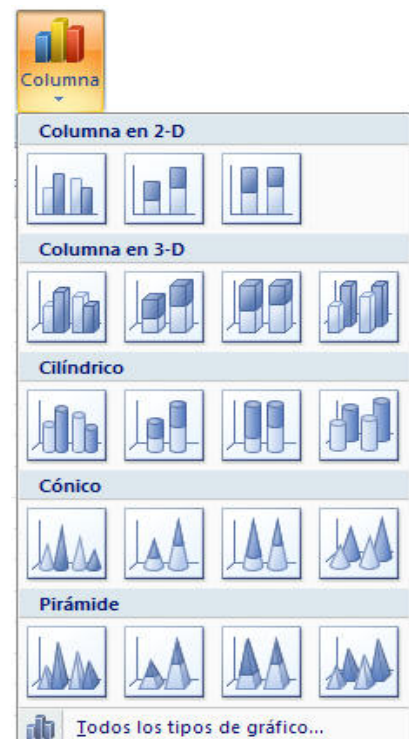 Columna
Columna en 2-D
Columna en 3-D
Cilíndrico
Cónico
Pirámide
Todos los tipos de gráfico...